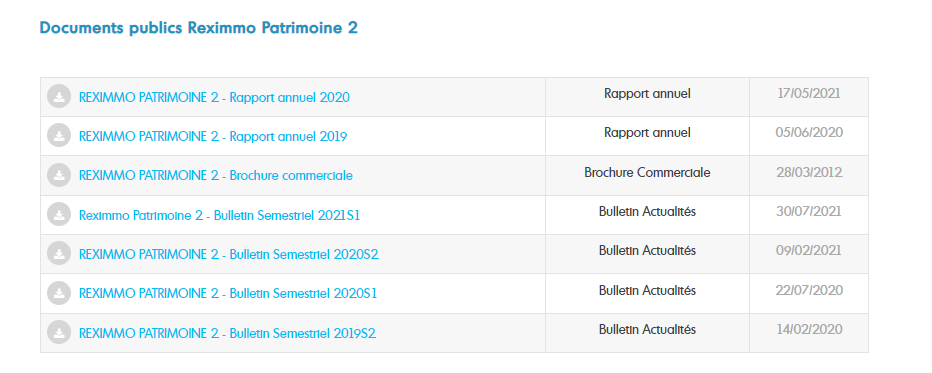 Documents publics Reximmo Patrimoine 2
REXIMMO PATRIMOINE 2 - Rapport annuel 2020 Rapport annuel 17/05/2021
REXIMMO PATRIMOINE 2 - Rapport annuel 2019 Rapport annuel 05/06/2020
REXIMMO PATRIMOINE 2 - Brochure commerciale Brochure Commerciale 28/03/2012
Reximmo Patrimoine 2 - Bulletin Semestriel 2021S1 Bulletin Actualités 30/07/2021
REXIMMO PATRIMOINE 2 - Bulletin Semestriel 2020S2 Bulletin Actualités 09/02/2021
REXIMMO PATRIMOINE 2 - Bulletin Semestriel 2020S1 Bulletin Actualités 22/07/2020
REXIMMO PATRIMOINE 2 - Bulletin Semestriel 2019S2 Bulletin Actualités 14/02/2020